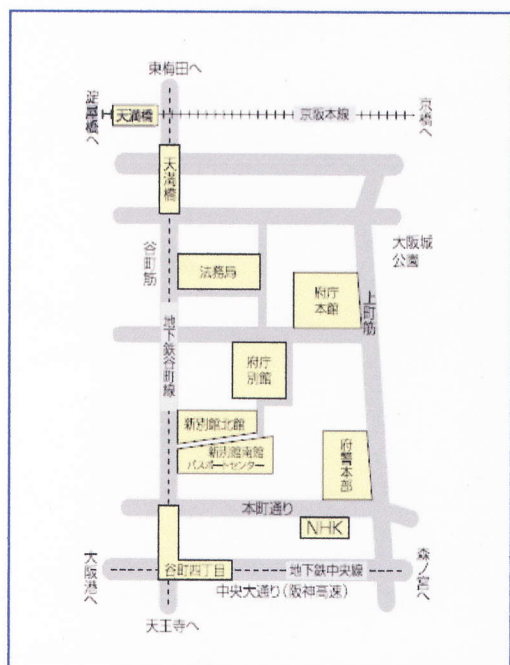 東梅田へ
淀屋橋へ
天満橋
京阪本線
京橋へ
天満橋
谷町筋
法務局
大阪城
公園
府庁
本館
上町筋
地下鉄谷町線
府庁
別館
新別館北館
新別館南館
パスポートセンター
府警本部
本町通り
NHK
大阪港へ
谷町四丁目
地下鉄中央線
森ノ宮へ
中央大通り(阪神高速)
天王寺へ